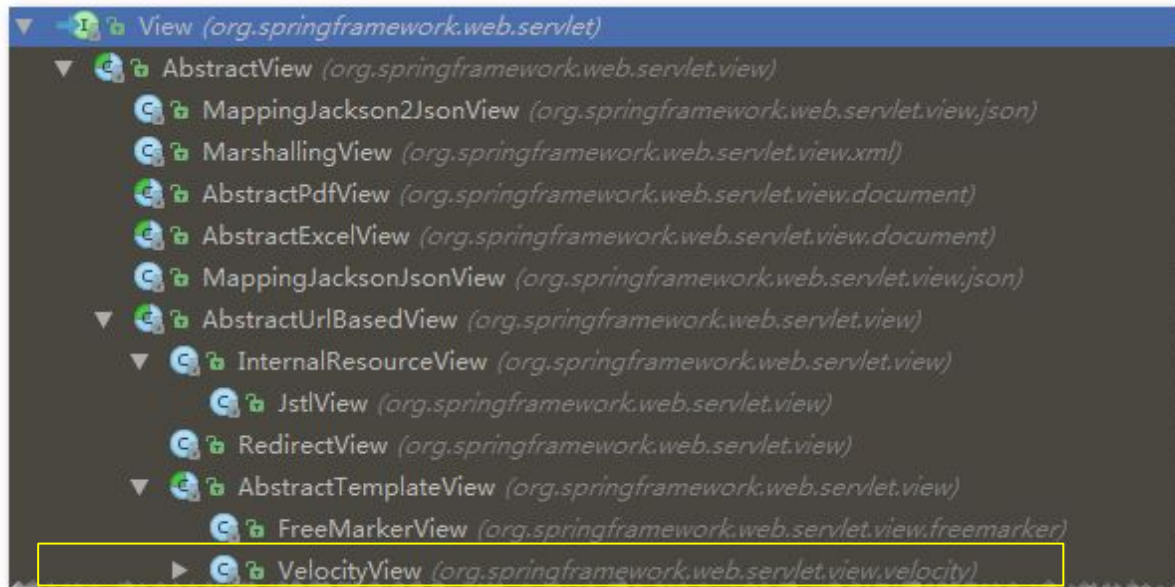 View (org.springframework.web.servlet)
AbstractView (org.springframework.web.servlet.view)
MappingJackson2JsonView (org.springframework.web.servlet.view.json)
MarshallingView (org.springframework.web.servlet.view.xml)
AbstractPdfView (org.springframework.web.servlet.view.document)
AbstractExcelView (org.springframework.web.servlet.view.document)
MappingJacksonJsonView (org.springframework.web.servlet.view.json)
AbstractUrlBasedView (org.springframework.web.servlet.view)
InternalResourceView (org.springframework.web.servlet.view)
JstlView (org.springframework.web.servlet.view)
RedirectView (org.springframework.web.servlet.view)
AbstractTemplateView (org.springframework.web.servlet.view)
FreeMarkerView (org.springframework.web.servlet.view.freemarker)
VelocityView (org.springframework.web.servlet.view.velocity)